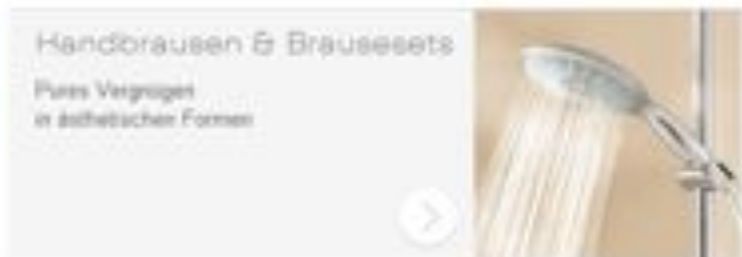 Handbrausen & Brausesets
Pures Vergnügen
in ästhetischen Formen